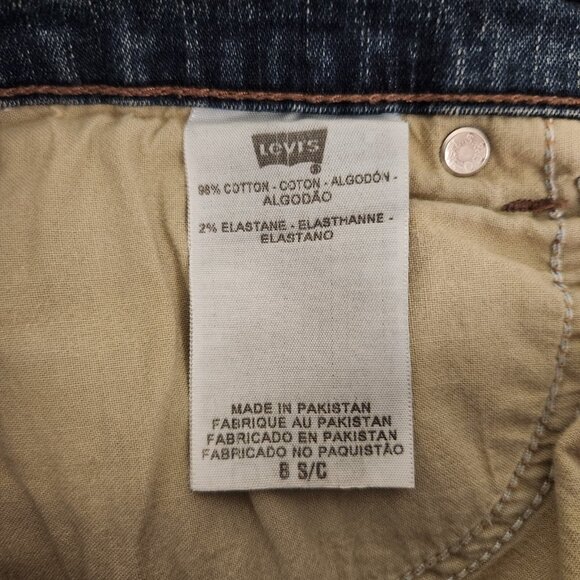 Levi's
®
98% COTTON - COTON - ALGODÓN -
ALGODÃO
2% ELASTANE - ELASTHANNE -
ELASTANO
MADE IN PAKISTAN
FABRIQUE AU PAKISTAN
FABRICADO EN PAKISTAN
FABRICADO NO PAQUISTÃO
8 S/C